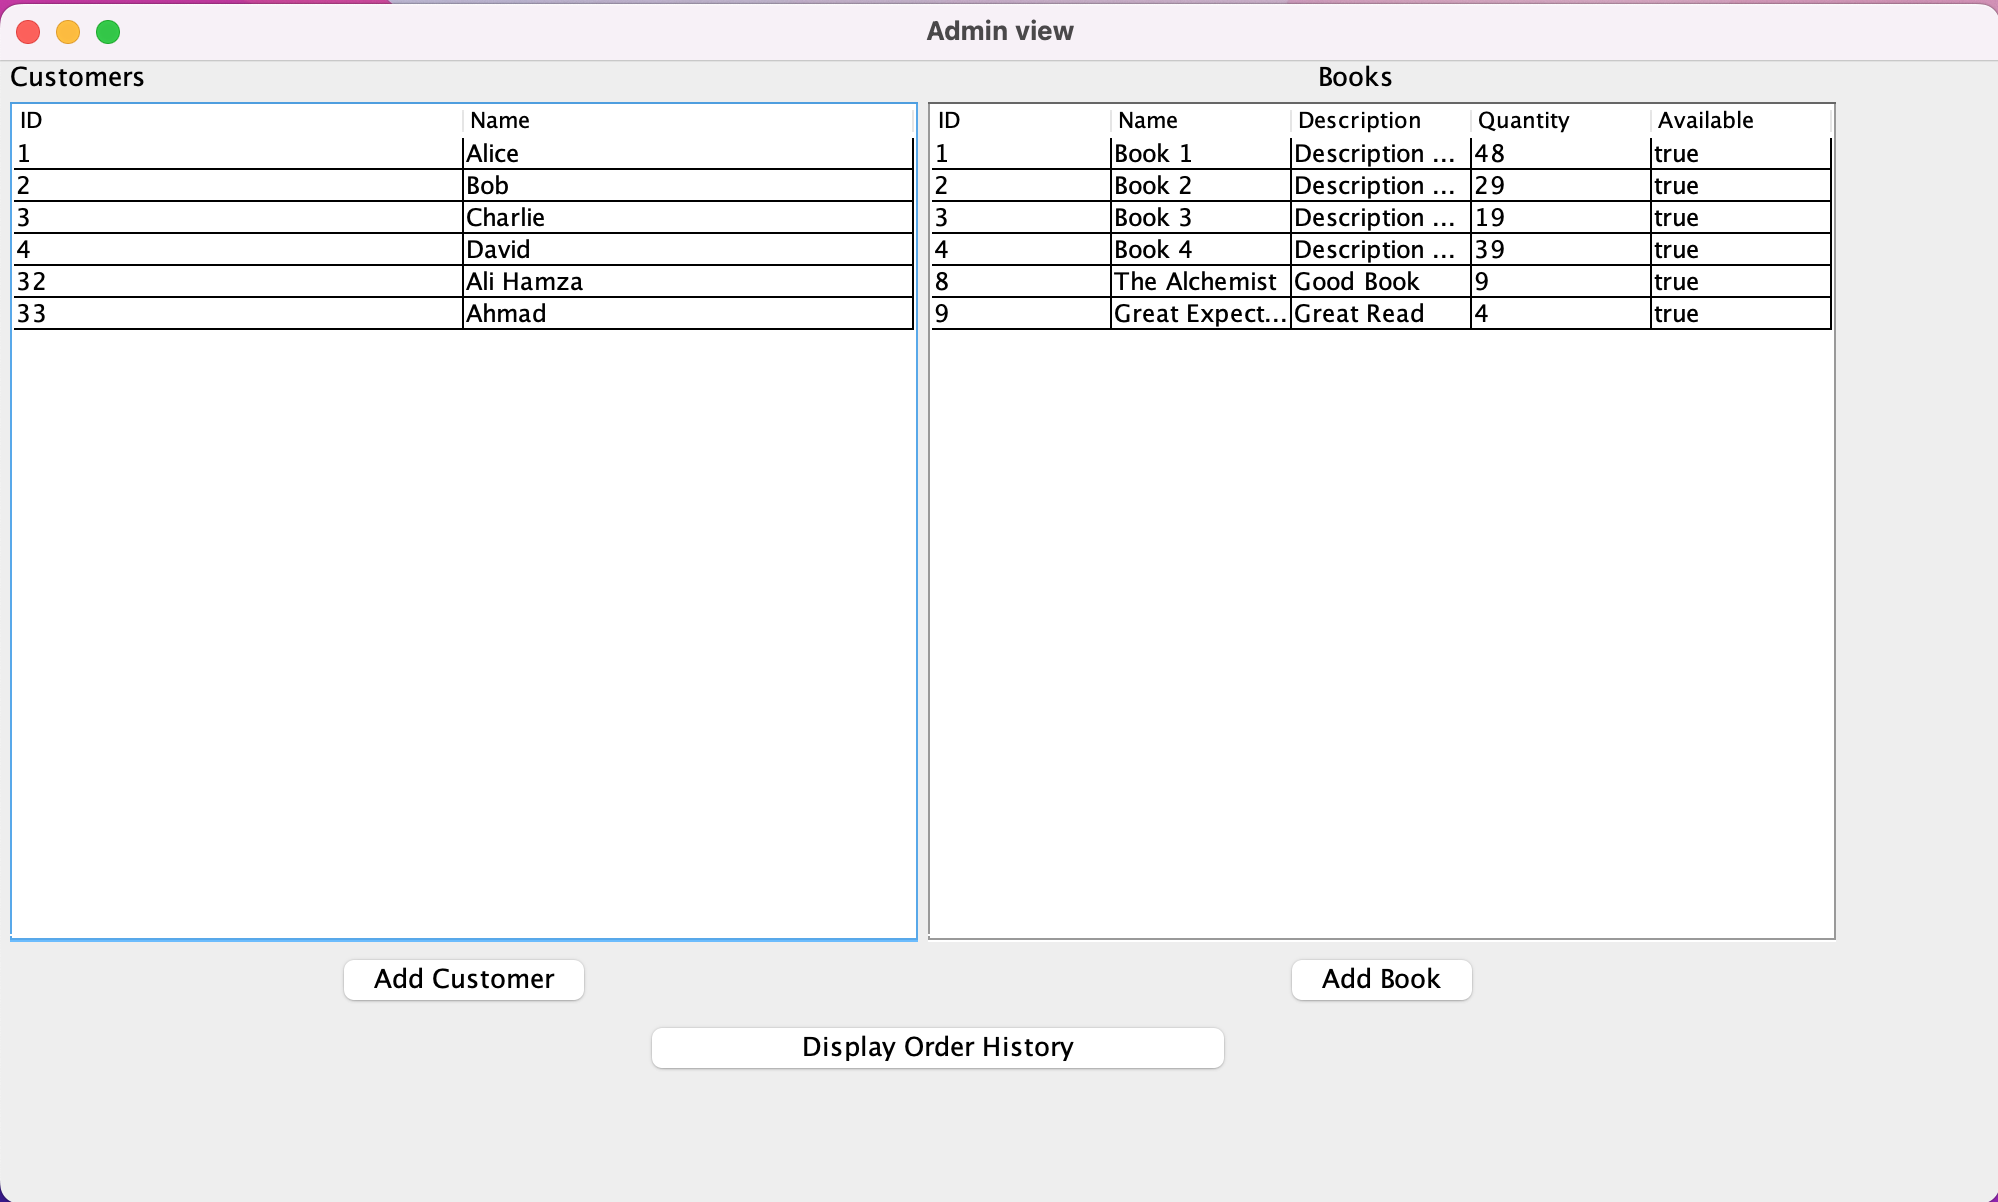 Admin view
Customers
ID Name
1 Alice
2 Bob
3 Charlie
4 David
32 Ali Hamza
33 Ahmad
Books
ID Name Description Quantity Available
1 Book 1 Description ... 48 true
2 Book 2 Description ... 29 true
3 Book 3 Description ... 19 true
4 Book 4 Description ... 39 true
8 The Alchemist Good Book 9 true
9 Great Expect... Great Read 4 true
Add Customer
Add Book
Display Order History